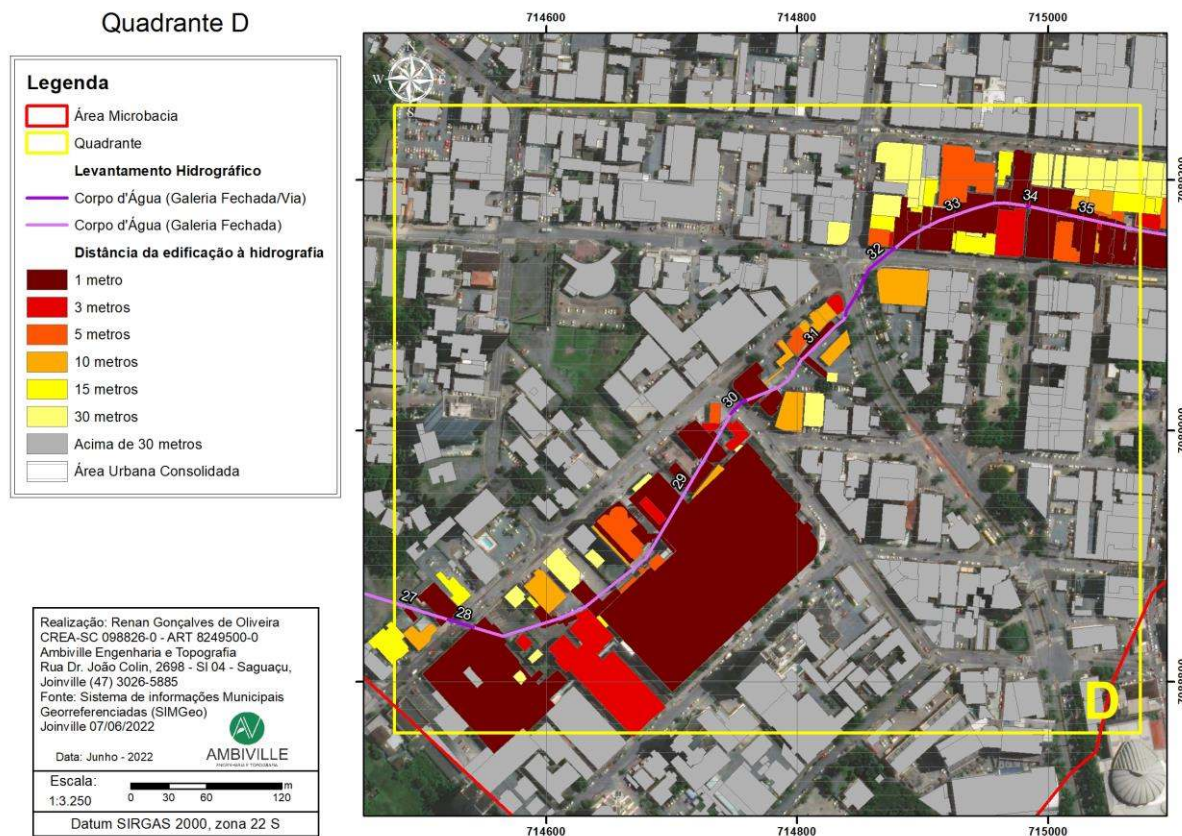 Quadrante D
Legenda
Área Microbacia
Quadrante
Levantamento Hidrográfico
Corpo d'Água (Galeria Fechada/Via)
Corpo d'Água (Galeria Fechada)
Distância da edificação à hidrografia
1 metro
3 metros
5 metros
10 metros
15 metros
30 metros
Acima de 30 metros
Área Urbana Consolidada
Realização: Renan Gonçalves de Oliveira
CREA-SC 098826-0 - ART 8249500-0
Ambiville Engenharia e Topografia
Rua Dr. João Colin, 2698 - Sl 04 - Saguaçu,
Joinville (47) 3026-5885
Fonte: Sistema de informações Municipais
Georreferenciadas (SIMGeo)
Joinville 07/06/2022
Data: Junho - 2022
AMBIVILLE
ENGENHARIA E TOPOGRAFIA
Escala:
1:3.250
0 30 60 120 m
Datum SIRGAS 2000, zona 22 S
714600 714800 715000
W
S
33 34 35
32
31
30
29
27
28
D
714600 714800 715000